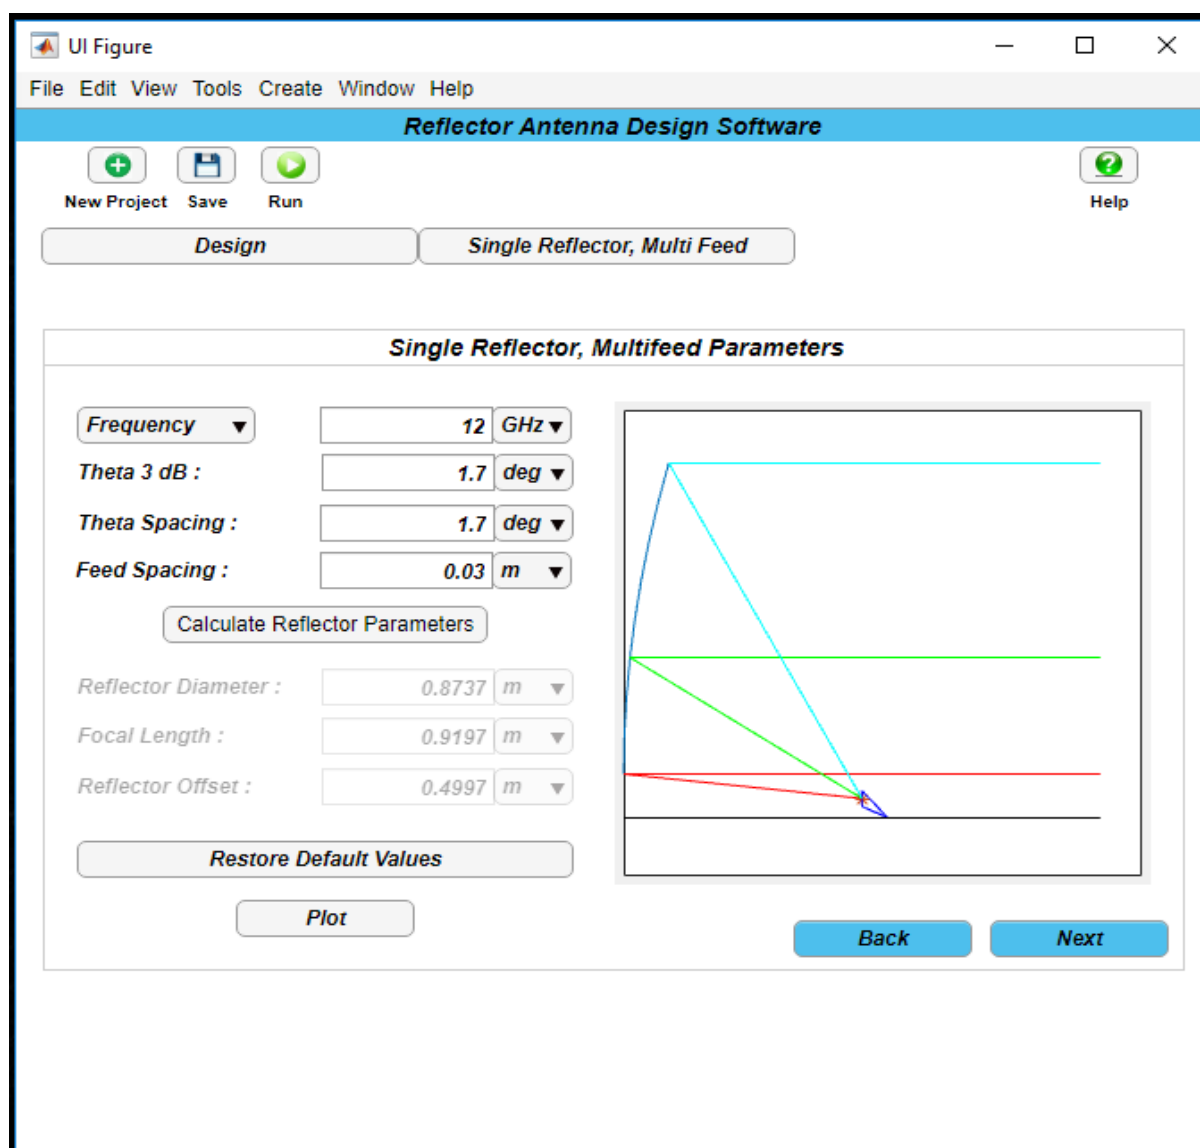 UI Figure
File Edit View Tools Create Window Help
Reflector Antenna Design Software
New Project Save Run Help
Design Single Reflector, Multi Feed
Single Reflector, Multifeed Parameters
Frequency 12 GHz
Theta 3 dB : 1.7 deg
Theta Spacing : 1.7 deg
Feed Spacing : 0.03 m
Calculate Reflector Parameters
Reflector Diameter : 0.8737 m
Focal Length : 0.9197 m
Reflector Offset : 0.4997 m
Restore Default Values
Plot
Back Next